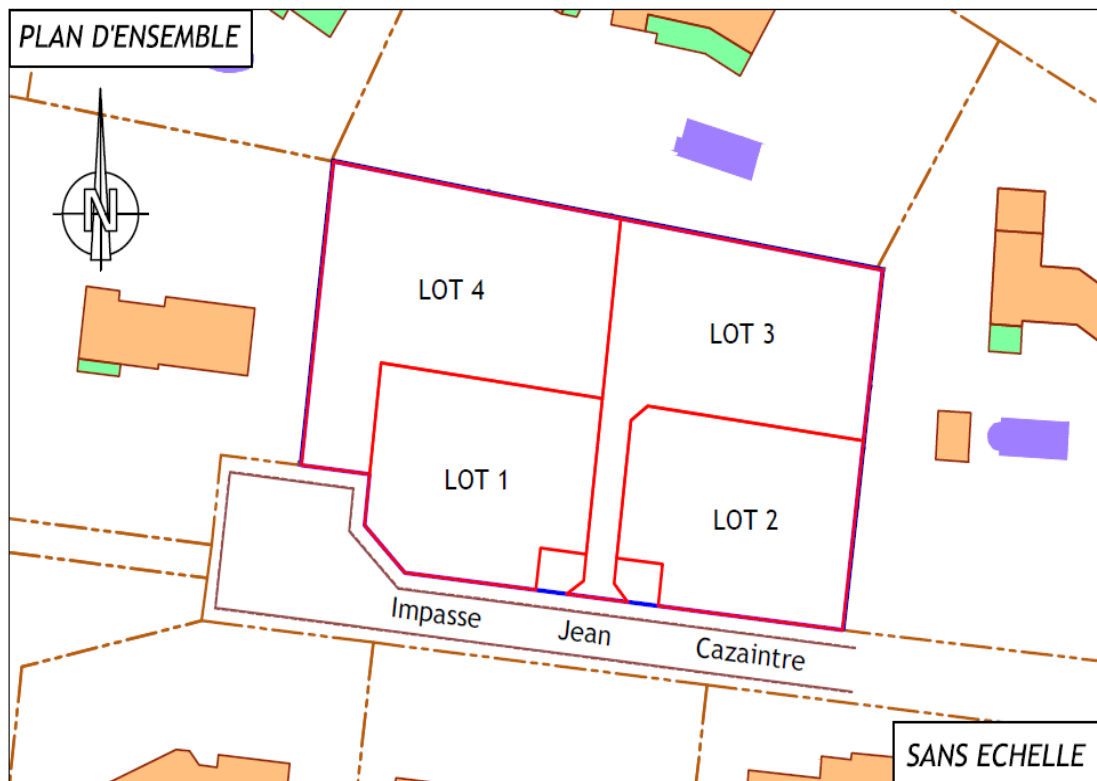 PLAN D'ENSEMBLE
N
LOT 4
LOT 3
LOT 1
LOT 2
Impasse Jean Cazaintre
SANS ECHELLE